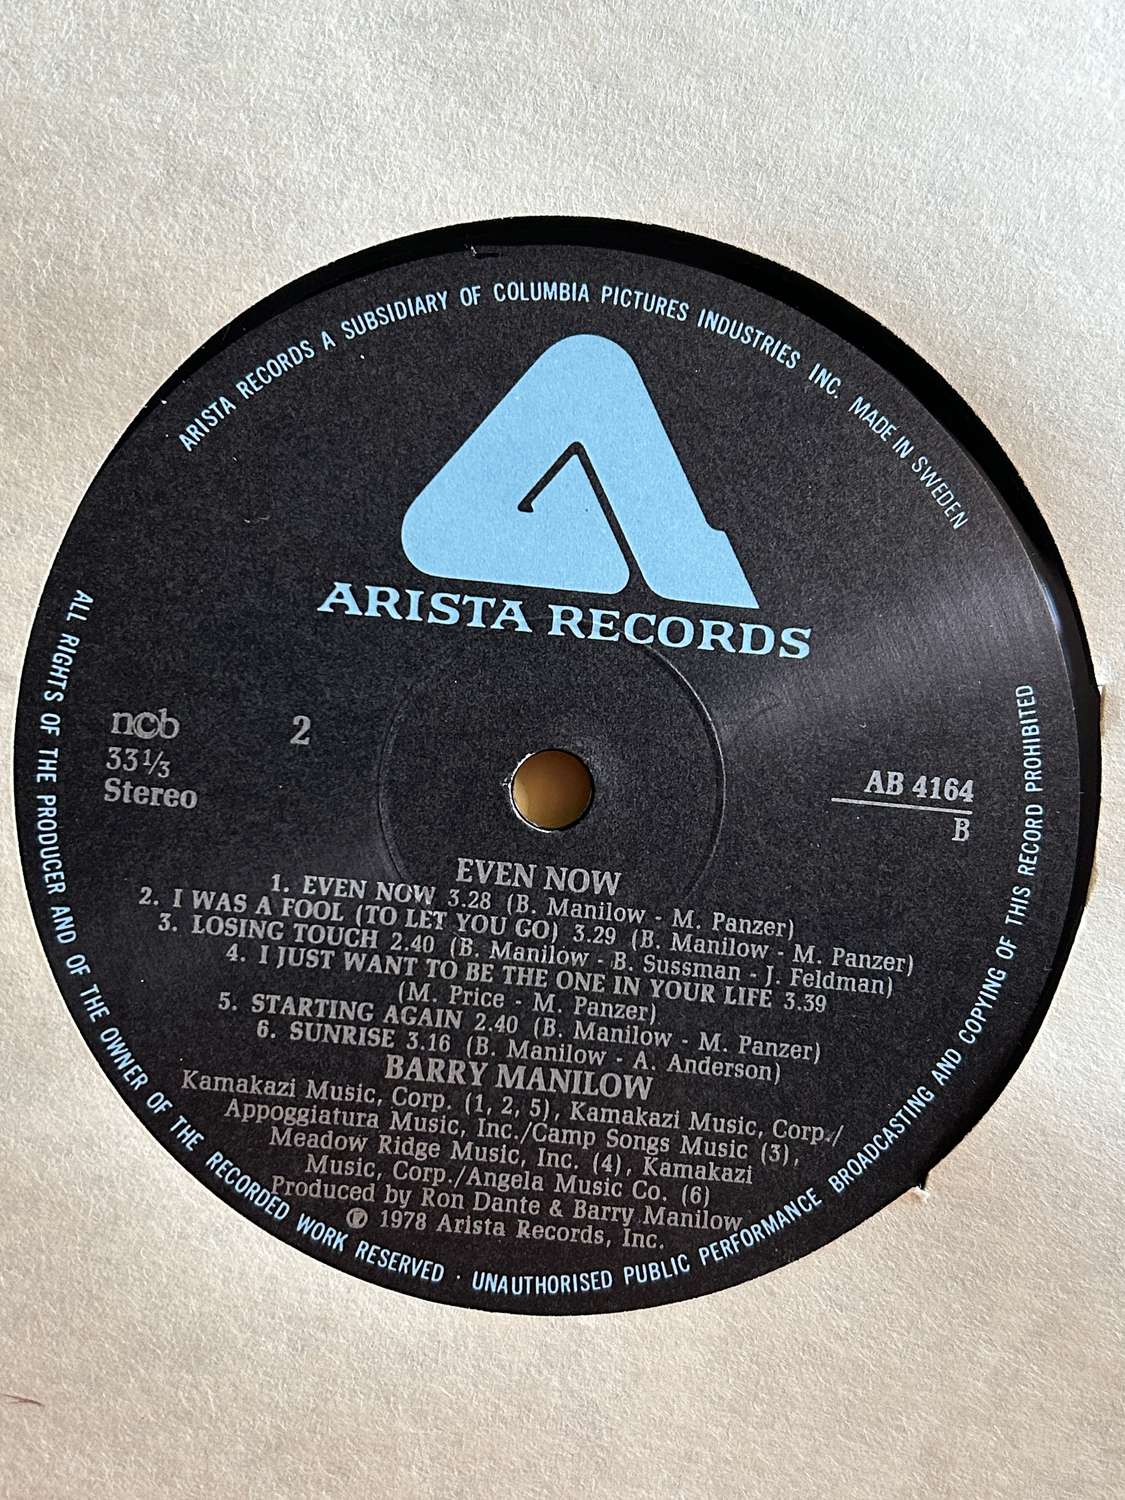 ARISTA RECORDS A SUBSIDIARY OF COLUMBIA PICTURES INDUSTRIES INC. MADE IN SWEDEN
ARISTA RECORDS
ncb
33⅓
Stereo
2
AB 4164
B
EVEN NOW
1. EVEN NOW 3.28 (B. Manilow - M. Panzer)
2. I WAS A FOOL (TO LET YOU GO) 3.29 (B. Manilow - M. Panzer)
3. LOSING TOUCH 2.40 (B. Manilow - B. Sussman - J. Feldman)
4. I JUST WANT TO BE THE ONE IN YOUR LIFE 3.39
(M. Price - M. Panzer)
5. STARTING AGAIN 2.40 (B. Manilow - M. Panzer)
6. SUNRISE 3.16 (B. Manilow - A. Anderson)
BARRY MANILOW
Kamakazi Music, Corp. (1, 2, 5), Kamakazi Music, Corp./
Appoggiatura Music, Inc./Camp Songs Music (3),
Meadow Ridge Music, Inc. (4), Kamakazi
Music, Corp./Angela Music Co. (6)
Produced by Ron Dante & Barry Manilow
℗ 1978 Arista Records, Inc.
ALL RIGHTS OF THE PRODUCER AND OF THE OWNER OF THE RECORDED WORK RESERVED · UNAUTHORISED PUBLIC PERFORMANCE BROADCASTING AND COPYING OF THIS RECORD PROHIBITED